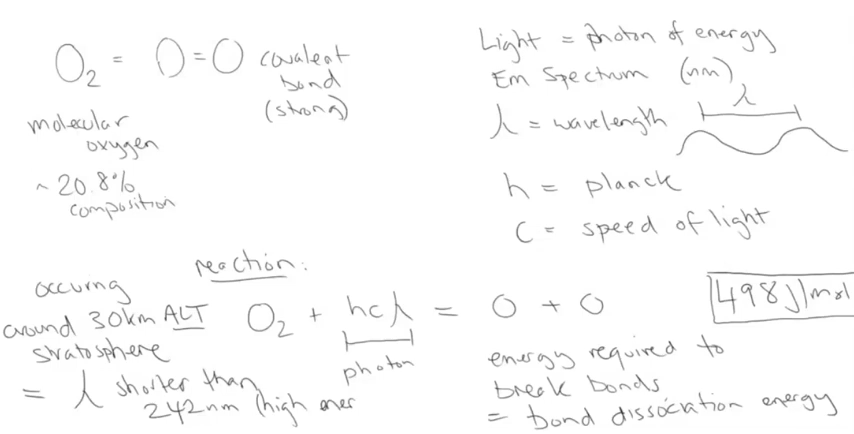 O2 = O=O covalent
bond
(strong)
molecular
oxygen
~ 20.8%
composition
Light = photon of energy
Em Spectrum (nm)
λ
λ = wavelength
h = planck
C = speed of light
reaction:
occuring
around 30km ALT
stratosphere
= λ shorter than
242nm (high ener
O2 + hcλ = O + O
photon
498J/mol
energy required to
break bonds
= bond dissociation energy